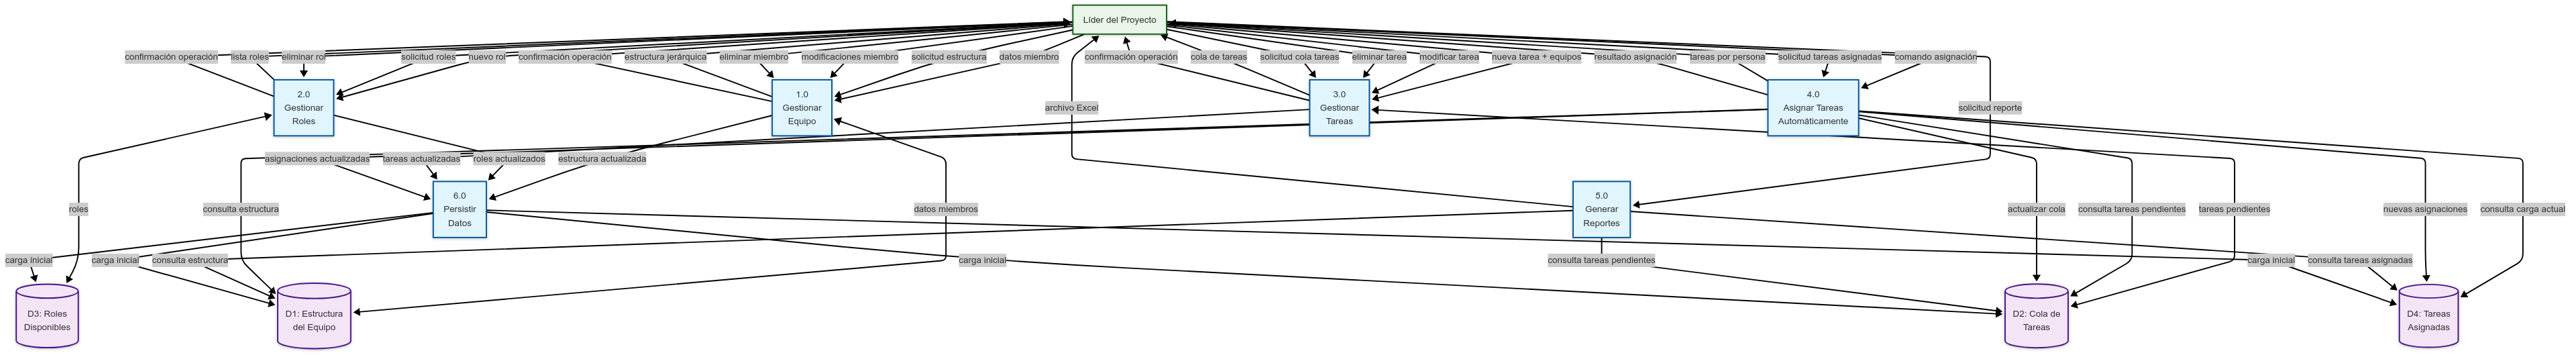 Líder del Proyecto
confirmación operación
lista roles
eliminar rol
solicitud roles
nuevo rol
confirmación operación
estructura jerárquica
eliminar miembro
modificaciones miembro
solicitud estructura
datos miembro
confirmación operación
cola de tareas
solicitud cola tareas
eliminar tarea
modificar tarea
nueva tarea + equipos
resultado asignación
tareas por persona
solicitud tareas asignadas
comando asignación
2.0
Gestionar
Roles
1.0
Gestionar
Equipo
archivo Excel
3.0
Gestionar
Tareas
4.0
Asignar Tareas
Automáticamente
solicitud reporte
asignaciones actualizadas
tareas actualizadas
roles actualizados
estructura actualizada
roles
consulta estructura
6.0
Persistir
Datos
datos miembros
5.0
Generar
Reportes
actualizar cola
consulta tareas pendientes
tareas pendientes
nuevas asignaciones
consulta carga actual
carga inicial
carga inicial
consulta estructura
carga inicial
consulta tareas pendientes
carga inicial
consulta tareas asignadas
D3: Roles
Disponibles
D1: Estructura
del Equipo
D2: Cola de
Tareas
D4: Tareas
Asignadas